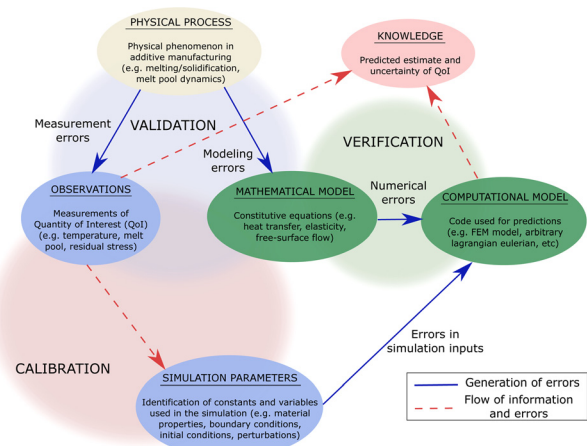 PHYSICAL PROCESS
Physical phenomenon in
additive manufacturing
(e.g. melting/solidification,
melt pool dynamics)
KNOWLEDGE
Predicted estimate and
uncertainty of QoI
Measurement
errors
VALIDATION
Modeling
errors
VERIFICATION
OBSERVATIONS
Measurements of
Quantity of Interest (QoI)
(e.g. temperature, melt
pool, residual stress)
MATHEMATICAL MODEL
Constitutive equations (e.g.
heat transfer, elasticity,
free-surface flow)
Numerical
errors
COMPUTATIONAL MODEL
Code used for predictions
(e.g. FEM model, arbitrary
lagrangian eulerian, etc)
CALIBRATION
Errors in
simulation inputs
SIMULATION PARAMETERS
Identification of constants and variables
used in the simulation (e.g. material
properties, boundary conditions,
initial conditions, perturbations)
Generation of errors
Flow of information
and errors